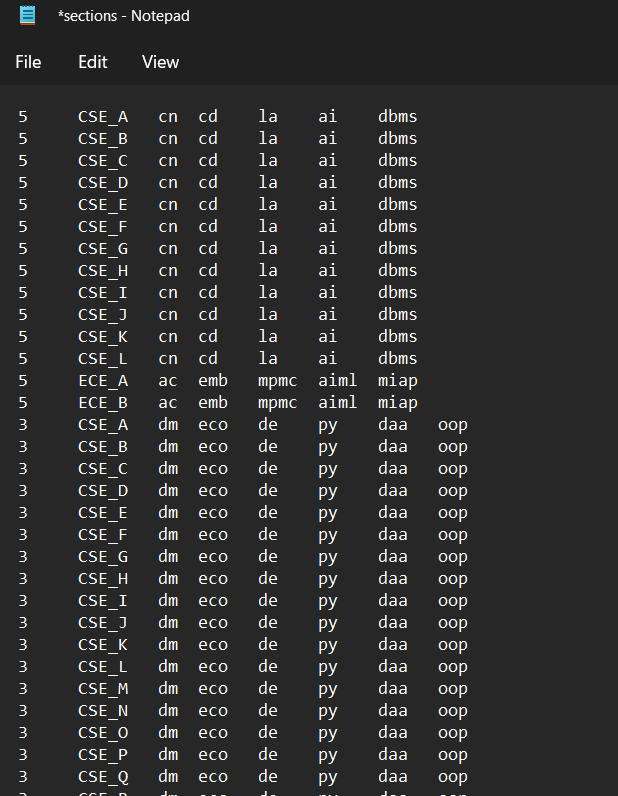 *sections - Notepad
File Edit View
5 CSE_A cn cd la ai dbms
5 CSE_B cn cd la ai dbms
5 CSE_C cn cd la ai dbms
5 CSE_D cn cd la ai dbms
5 CSE_E cn cd la ai dbms
5 CSE_F cn cd la ai dbms
5 CSE_G cn cd la ai dbms
5 CSE_H cn cd la ai dbms
5 CSE_I cn cd la ai dbms
5 CSE_J cn cd la ai dbms
5 CSE_K cn cd la ai dbms
5 CSE_L cn cd la ai dbms
5 ECE_A ac emb mpmc aiml miap
5 ECE_B ac emb mpmc aiml miap
3 CSE_A dm eco de py daa oop
3 CSE_B dm eco de py daa oop
3 CSE_C dm eco de py daa oop
3 CSE_D dm eco de py daa oop
3 CSE_E dm eco de py daa oop
3 CSE_F dm eco de py daa oop
3 CSE_G dm eco de py daa oop
3 CSE_H dm eco de py daa oop
3 CSE_I dm eco de py daa oop
3 CSE_J dm eco de py daa oop
3 CSE_K dm eco de py daa oop
3 CSE_L dm eco de py daa oop
3 CSE_M dm eco de py daa oop
3 CSE_N dm eco de py daa oop
3 CSE_O dm eco de py daa oop
3 CSE_P dm eco de py daa oop
3 CSE_Q dm eco de py daa oop